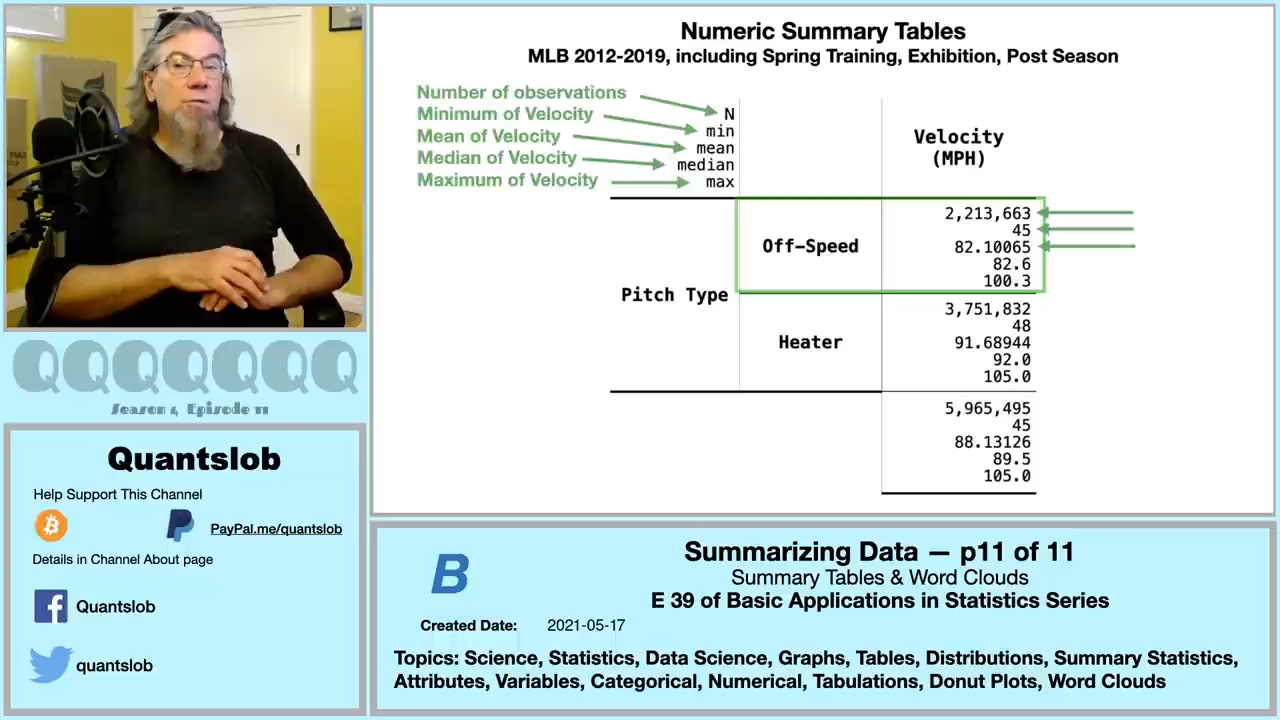 Numeric Summary Tables
MLB 2012-2019, including Spring Training, Exhibition, Post Season
Number of observations
Minimum of Velocity
Mean of Velocity
Median of Velocity
Maximum of Velocity
N
min
mean
median
max
Velocity
(MPH)
Pitch Type
Off-Speed
2,213,663
45
82.10065
82.6
100.3
Heater
3,751,832
48
91.68944
92.0
105.0
5,965,495
45
88.13126
89.5
105.0
QQQQQQQ
Season 4, Episode 11
Quantslob
Help Support This Channel
PayPal.me/quantslob
Details in Channel About page
Quantslob
quantslob
B
Summarizing Data — p11 of 11
Summary Tables & Word Clouds
E 39 of Basic Applications in Statistics Series
Created Date: 2021-05-17
Topics: Science, Statistics, Data Science, Graphs, Tables, Distributions, Summary Statistics,
Attributes, Variables, Categorical, Numerical, Tabulations, Donut Plots, Word Clouds